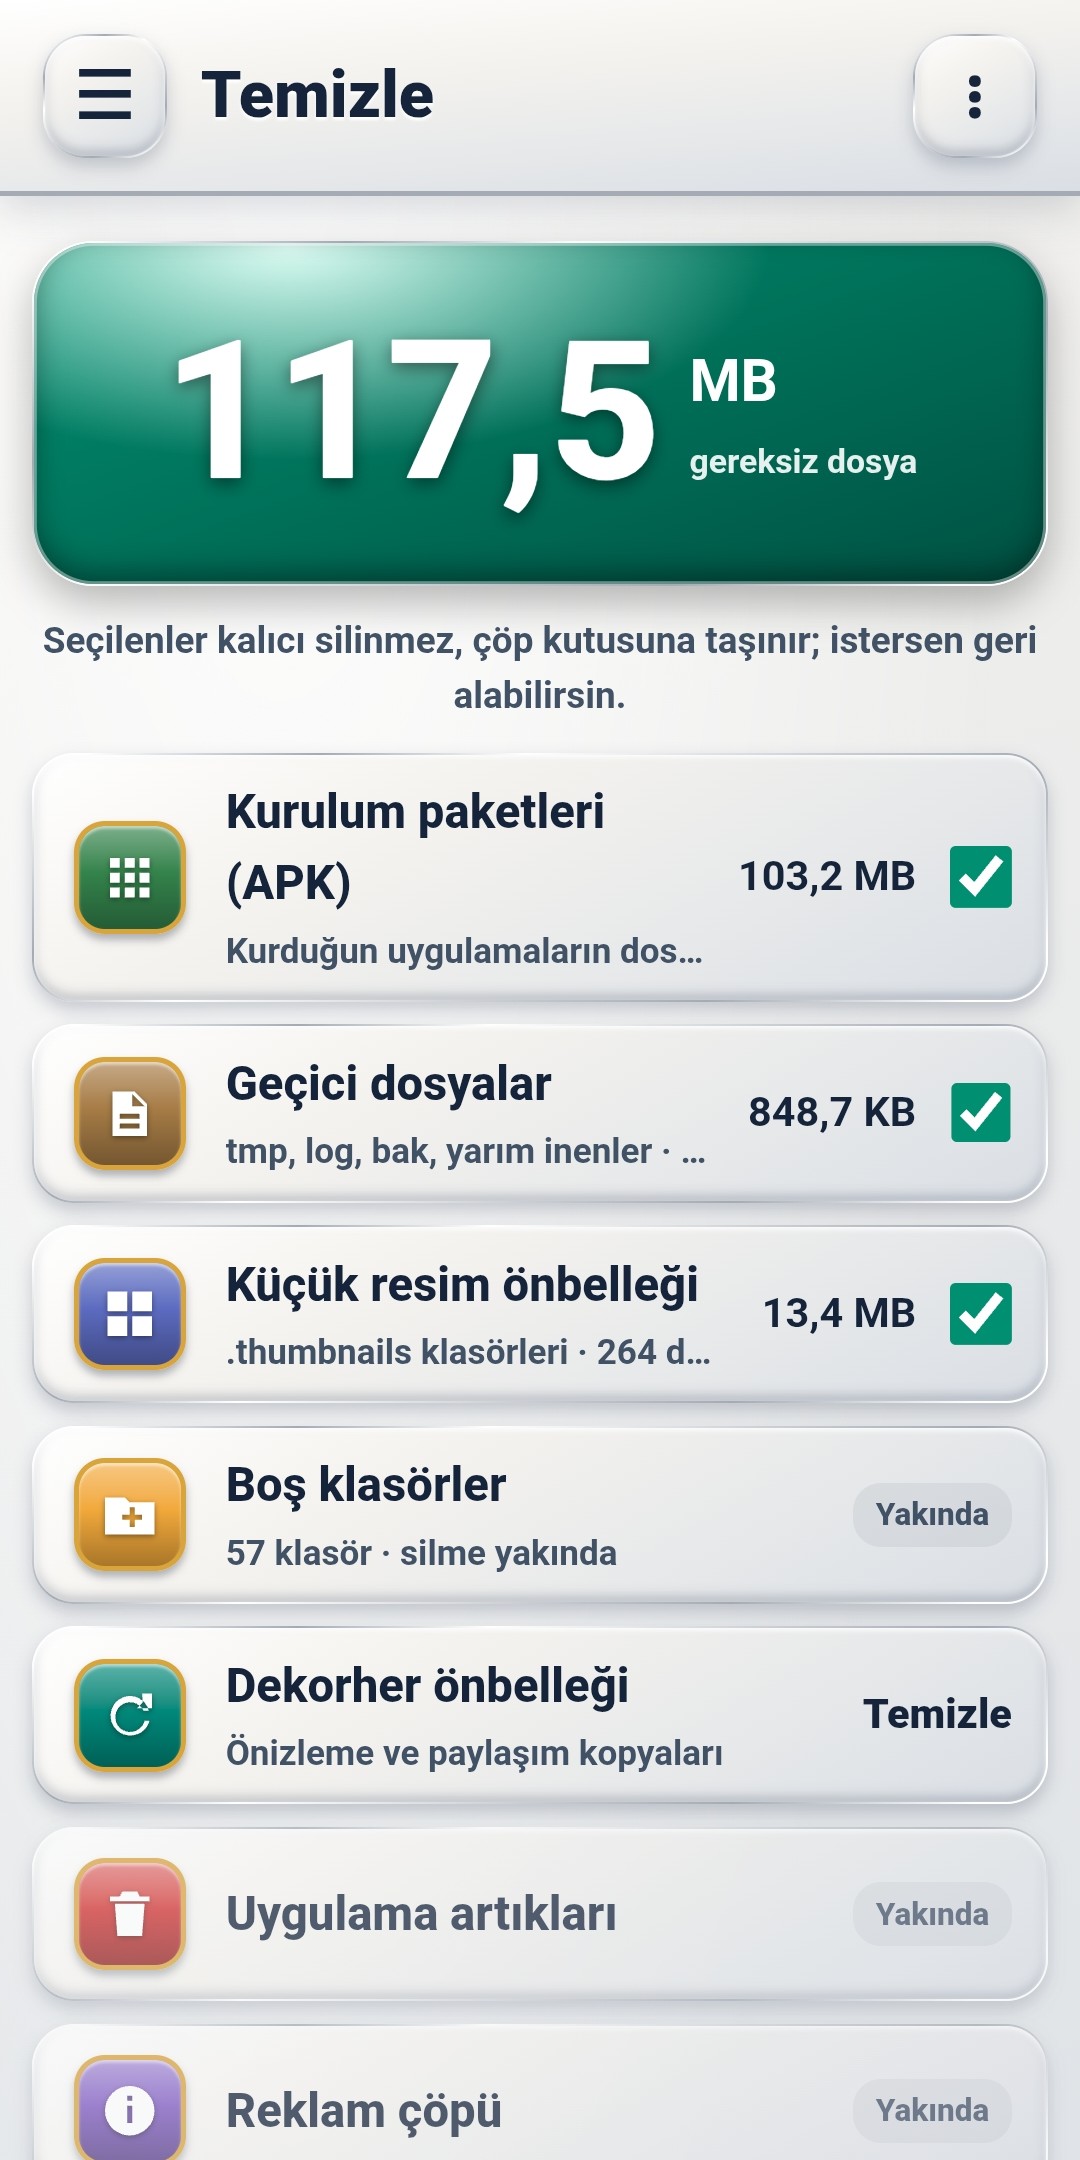 Temizle
117,5 MB
gereksiz dosya
Seçilenler kalıcı silinmez, çöp kutusuna taşınır; istersen geri
alabilirsin.
Kurulum paketleri
(APK)
Kurduğun uygulamaların dos…
103,2 MB
Geçici dosyalar
tmp, log, bak, yarım inenler · …
848,7 KB
Küçük resim önbelleği
.thumbnails klasörleri · 264 d…
13,4 MB
Boş klasörler
57 klasör · silme yakında
Yakında
Dekorher önbelleği
Önizleme ve paylaşım kopyaları
Temizle
Uygulama artıkları
Yakında
Reklam çöpü
Yakında